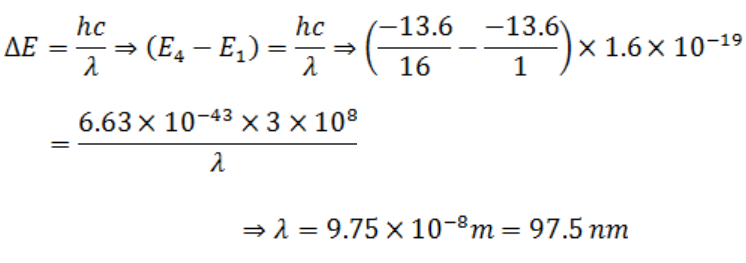 ΔE = hc/λ ⇒ (E₄ − E₁) = hc/λ ⇒ (−13.6/16 − −13.6/1) × 1.6 × 10⁻¹⁹
= 6.63 × 10⁻⁴³ × 3 × 10⁸/λ
⇒ λ = 9.75 × 10⁻⁸m = 97.5 nm